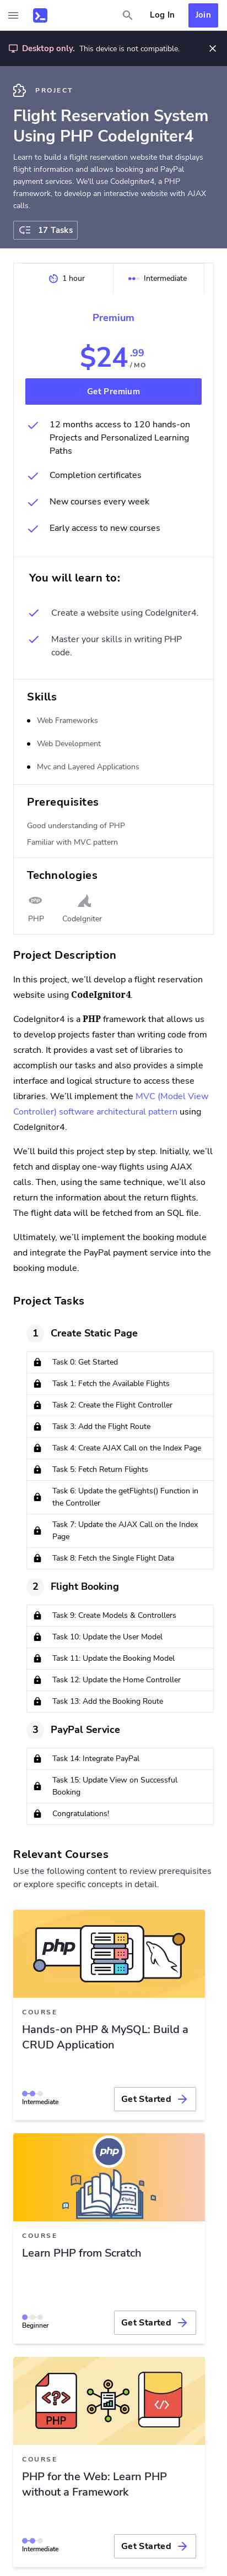 Log In
Join
Desktop only. This device is not compatible.
PROJECT
Flight Reservation System
Using PHP CodeIgniter4
Learn to build a flight reservation website that displays
flight information and allows booking and PayPal
payment services. We'll use CodeIgniter4, a PHP
framework, to develop an interactive website with AJAX
calls.
17 Tasks
1 hour
Intermediate
Premium
$24.99
/ MO
Get Premium
12 months access to 120 hands-on
Projects and Personalized Learning
Paths
Completion certificates
New courses every week
Early access to new courses
You will learn to:
Create a website using CodeIgniter4.
Master your skills in writing PHP
code.
Skills
Web Frameworks
Web Development
Mvc and Layered Applications
Prerequisites
Good understanding of PHP
Familiar with MVC pattern
Technologies
php
PHP
CodeIgniter
Project Description
In this project, we’ll develop a flight reservation
website using CodeIgnitor4.
CodeIgnitor4 is a PHP framework that allows us
to develop projects faster than writing code from
scratch. It provides a vast set of libraries to
accomplish our tasks and also provides a simple
interface and logical structure to access these
libraries. We’ll implement the MVC (Model View
Controller) software architectural pattern using
CodeIgnitor4.
We’ll build this project step by step. Initially, we’ll
fetch and display one-way flights using AJAX
calls. Then, using the same technique, we’ll also
return the information about the return flights.
The flight data will be fetched from an SQL file.
Ultimately, we’ll implement the booking module
and integrate the PayPal payment service into the
booking module.
Project Tasks
1 Create Static Page
Task 0: Get Started
Task 1: Fetch the Available Flights
Task 2: Create the Flight Controller
Task 3: Add the Flight Route
Task 4: Create AJAX Call on the Index Page
Task 5: Fetch Return Flights
Task 6: Update the getFlights() Function in
the Controller
Task 7: Update the AJAX Call on the Index
Page
Task 8: Fetch the Single Flight Data
2 Flight Booking
Task 9: Create Models & Controllers
Task 10: Update the User Model
Task 11: Update the Booking Model
Task 12: Update the Home Controller
Task 13: Add the Booking Route
3 PayPal Service
Task 14: Integrate PayPal
Task 15: Update View on Successful
Booking
Congratulations!
Relevant Courses
Use the following content to review prerequisites
or explore specific concepts in detail.
php
COURSE
Hands-on PHP & MySQL: Build a
CRUD Application
Intermediate
Get Started
php
COURSE
Learn PHP from Scratch
Beginner
Get Started
PHP
COURSE
PHP for the Web: Learn PHP
without a Framework
Intermediate
Get Started